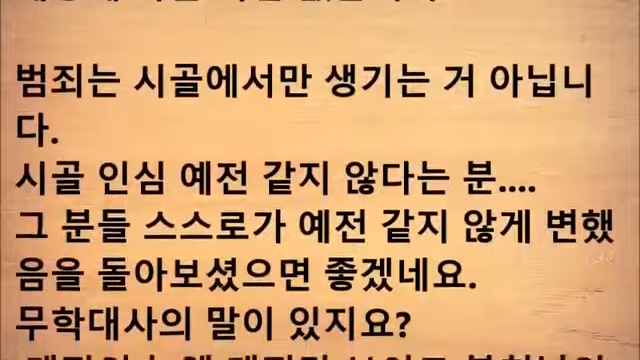 범죄는 시골에서만 생기는 거 아닙니
다.
시골 인심 예전 같지 않다는 분....
그 분들 스스로가 예전 같지 않게 변했
음을 돌아보셨으면 좋겠네요.
무학대사의 말이 있지요?